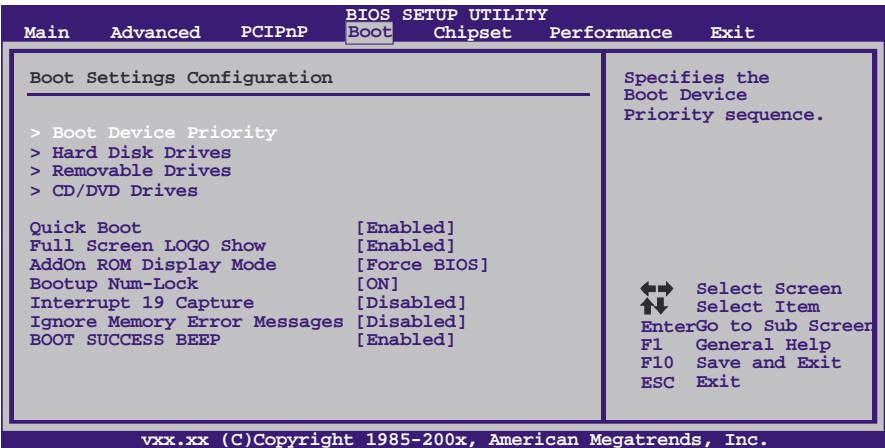 BIOS SETUP UTILITY
Main Advanced PCIPnP Boot Chipset Performance Exit
Boot Settings Configuration
> Boot Device Priority
> Hard Disk Drives
> Removable Drives
> CD/DVD Drives
Quick Boot [Enabled]
Full Screen LOGO Show [Enabled]
AddOn ROM Display Mode [Force BIOS]
Bootup Num-Lock [ON]
Interrupt 19 Capture [Disabled]
Ignore Memory Error Messages [Disabled]
BOOT SUCCESS BEEP [Enabled]
Specifies the
Boot Device
Priority sequence.
Select Screen
Select Item
Enter Go to Sub Screen
F1 General Help
F10 Save and Exit
ESC Exit
vxx.xx (C)Copyright 1985-200x, American Megatrends, Inc.